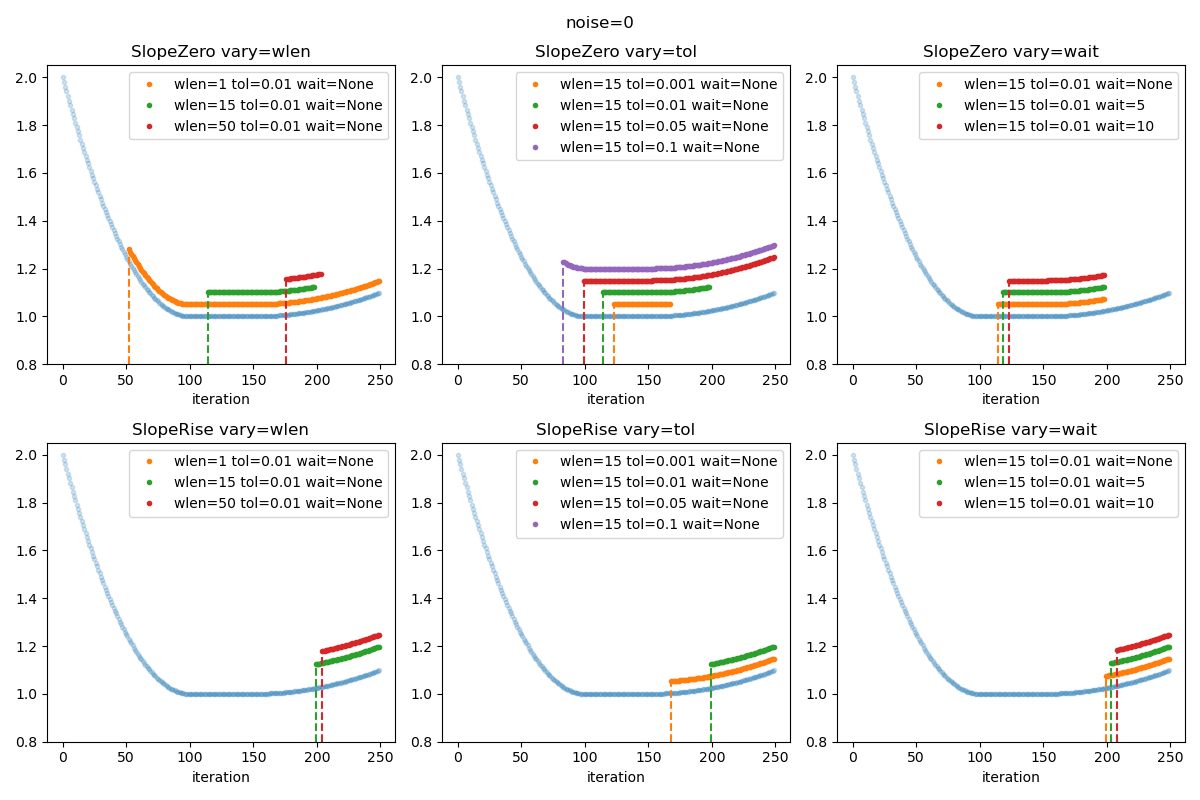 noise=0
SlopeZero vary=wlen
2.0
1.8
1.6
1.4
1.2
1.0
0.8
0
50
100
150
200
250
iteration
wlen=1 tol=0.01 wait=None
wlen=15 tol=0.01 wait=None
wlen=50 tol=0.01 wait=None
SlopeZero vary=tol
2.0
1.8
1.6
1.4
1.2
1.0
0.8
0
50
100
150
200
250
iteration
wlen=15 tol=0.001 wait=None
wlen=15 tol=0.01 wait=None
wlen=15 tol=0.05 wait=None
wlen=15 tol=0.1 wait=None
SlopeZero vary=wait
2.0
1.8
1.6
1.4
1.2
1.0
0.8
0
50
100
150
200
250
iteration
wlen=15 tol=0.01 wait=None
wlen=15 tol=0.01 wait=5
wlen=15 tol=0.01 wait=10
SlopeRise vary=wlen
2.0
1.8
1.6
1.4
1.2
1.0
0.8
0
50
100
150
200
250
iteration
wlen=1 tol=0.01 wait=None
wlen=15 tol=0.01 wait=None
wlen=50 tol=0.01 wait=None
SlopeRise vary=tol
2.0
1.8
1.6
1.4
1.2
1.0
0.8
0
50
100
150
200
250
iteration
wlen=15 tol=0.001 wait=None
wlen=15 tol=0.01 wait=None
wlen=15 tol=0.05 wait=None
wlen=15 tol=0.1 wait=None
SlopeRise vary=wait
2.0
1.8
1.6
1.4
1.2
1.0
0.8
0
50
100
150
200
250
iteration
wlen=15 tol=0.01 wait=None
wlen=15 tol=0.01 wait=5
wlen=15 tol=0.01 wait=10